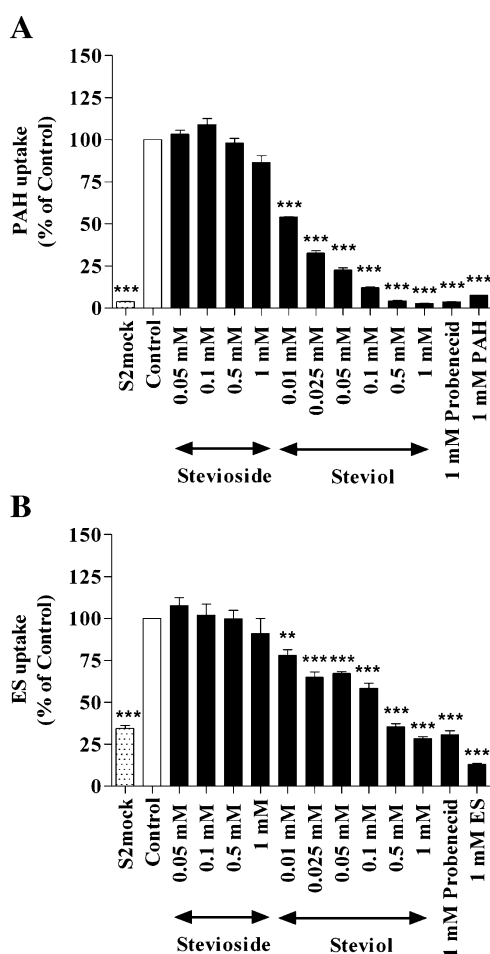 A
PAH uptake
(% of Control)
150
125
100
75
50
25
0
***
***
***
***
***
***
***
***
***
S2mock
Control
0.05 mM
0.1 mM
0.5 mM
1 mM
0.01 mM
0.025 mM
0.05 mM
0.1 mM
0.5 mM
1 mM
1 mM Probenecid
1 mM PAH
Stevioside
Steviol
B
ES uptake
(% of Control)
150
125
100
75
50
25
0
***
**
***
***
***
***
***
***
***
S2mock
Control
0.05 mM
0.1 mM
0.5 mM
1 mM
0.01 mM
0.025 mM
0.05 mM
0.1 mM
0.5 mM
1 mM
1 mM Probenecid
1 mM ES
Stevioside
Steviol